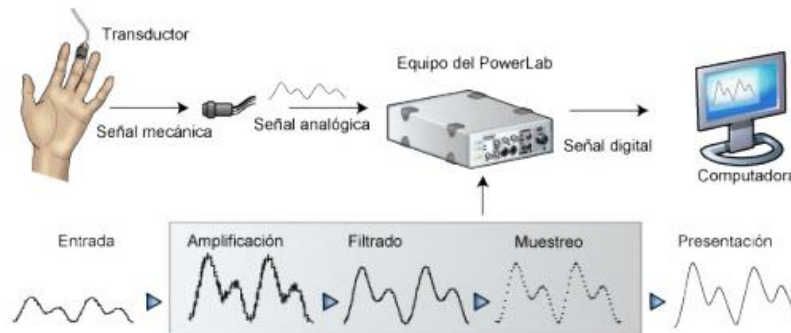 Transductor
Equipo del PowerLab
Señal mecánica
Señal analógica
Señal digital
Computadora
Entrada
Amplificación
Filtrado
Muestreo
Presentación